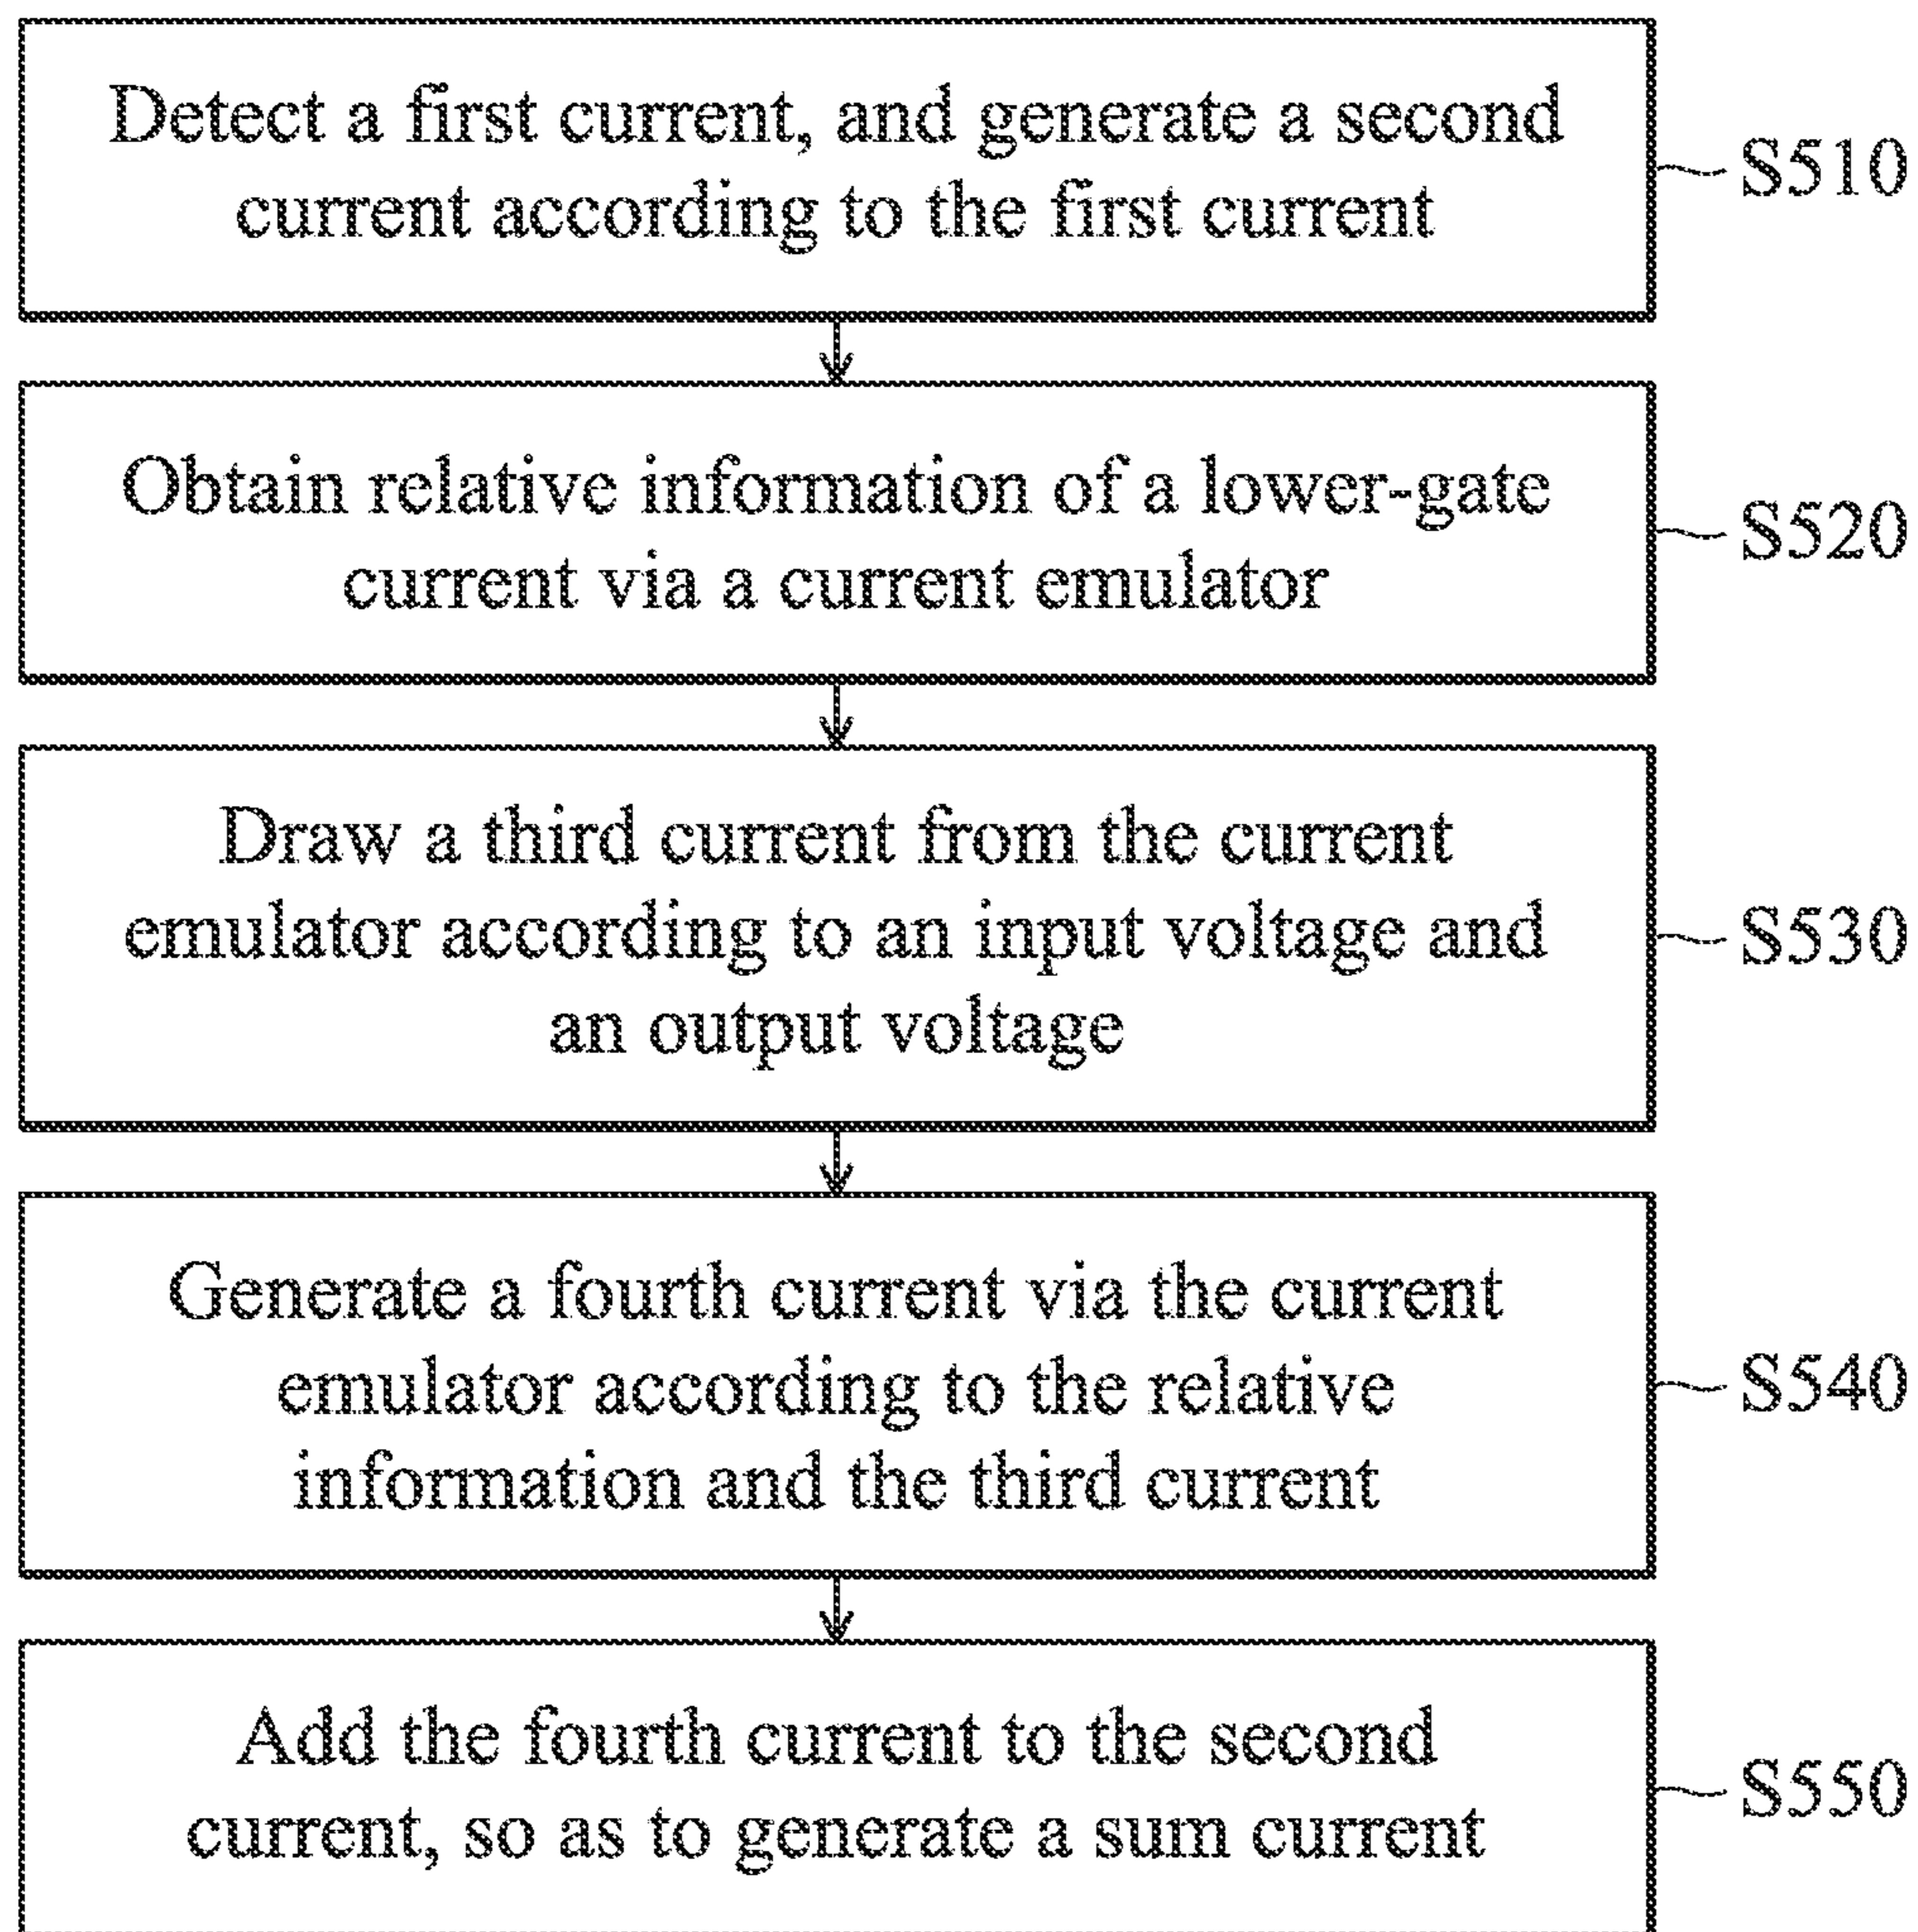 Detect a first current, and generate a second
current according to the first current
S510
Obtain relative information of a lower-gate
current via a current emulator
S520
Draw a third current from the current
emulator according to an input voltage and
an output voltage
S530
Generate a fourth current via the current
emulator according to the relative
information and the third current
S540
Add the fourth current to the second
current, so as to generate a sum current
S550